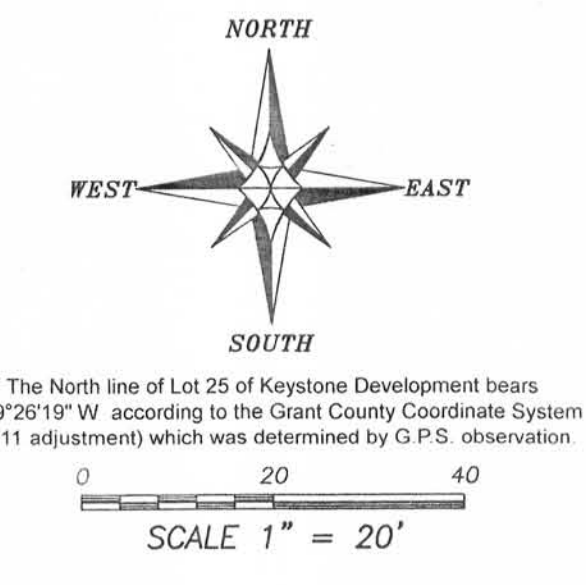 NORTH
WEST EAST
SOUTH
The North line of Lot 25 of Keystone Development bears
9°26'19" W according to the Grant County Coordinate System
11 adjustment) which was determined by G.P.S. observation.
0 20 40
SCALE 1" = 20'